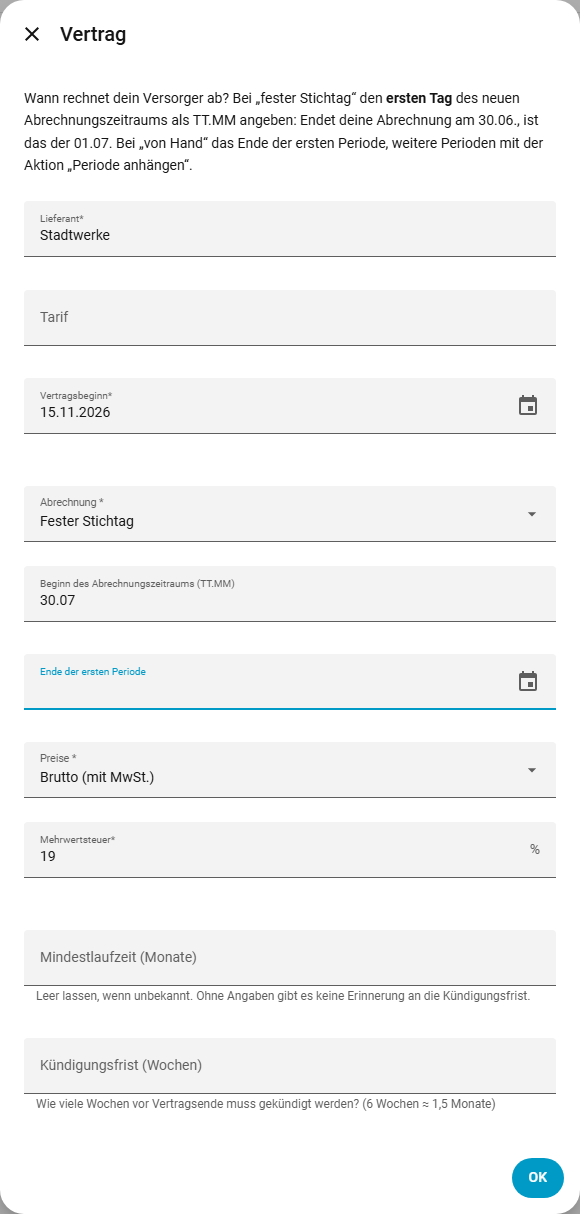 Vertrag
Wann rechnet dein Versorger ab? Bei „fester Stichtag“ den ersten Tag des neuen
Abrechnungszeitraums als TT.MM angeben: Endet deine Abrechnung am 30.06., ist
das der 01.07. Bei „von Hand“ das Ende der ersten Periode, weitere Perioden mit der
Aktion „Periode anhängen“.
Lieferant*
Stadtwerke
Tarif
Vertragsbeginn*
15.11.2026
Abrechnung *
Fester Stichtag
Beginn des Abrechnungszeitraums (TT.MM)
30.07
Ende der ersten Periode
Preise *
Brutto (mit MwSt.)
Mehrwertsteuer*
19 %
Mindestlaufzeit (Monate)
Leer lassen, wenn unbekannt. Ohne Angaben gibt es keine Erinnerung an die Kündigungsfrist.
Kündigungsfrist (Wochen)
Wie viele Wochen vor Vertragsende muss gekündigt werden? (6 Wochen ≈ 1,5 Monate)
OK